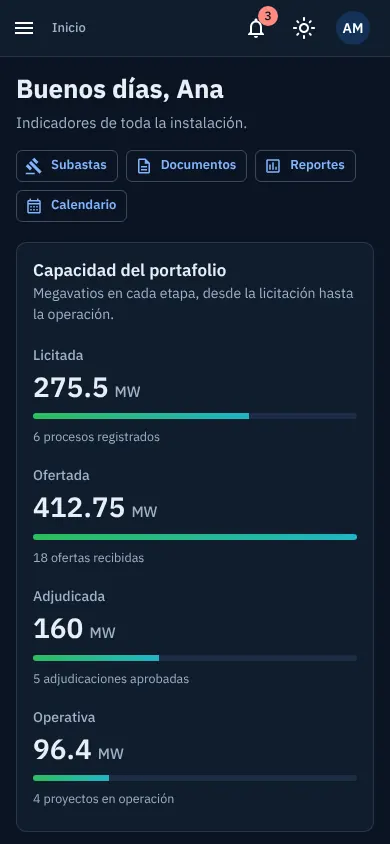 Inicio
3
AM
Buenos días, Ana
Indicadores de toda la instalación.
Subastas
Documentos
Reportes
Calendario
Capacidad del portafolio
Megavatios en cada etapa, desde la licitación hasta
la operación.
Licitada
275.5 MW
6 procesos registrados
Ofertada
412.75 MW
18 ofertas recibidas
Adjudicada
160 MW
5 adjudicaciones aprobadas
Operativa
96.4 MW
4 proyectos en operación